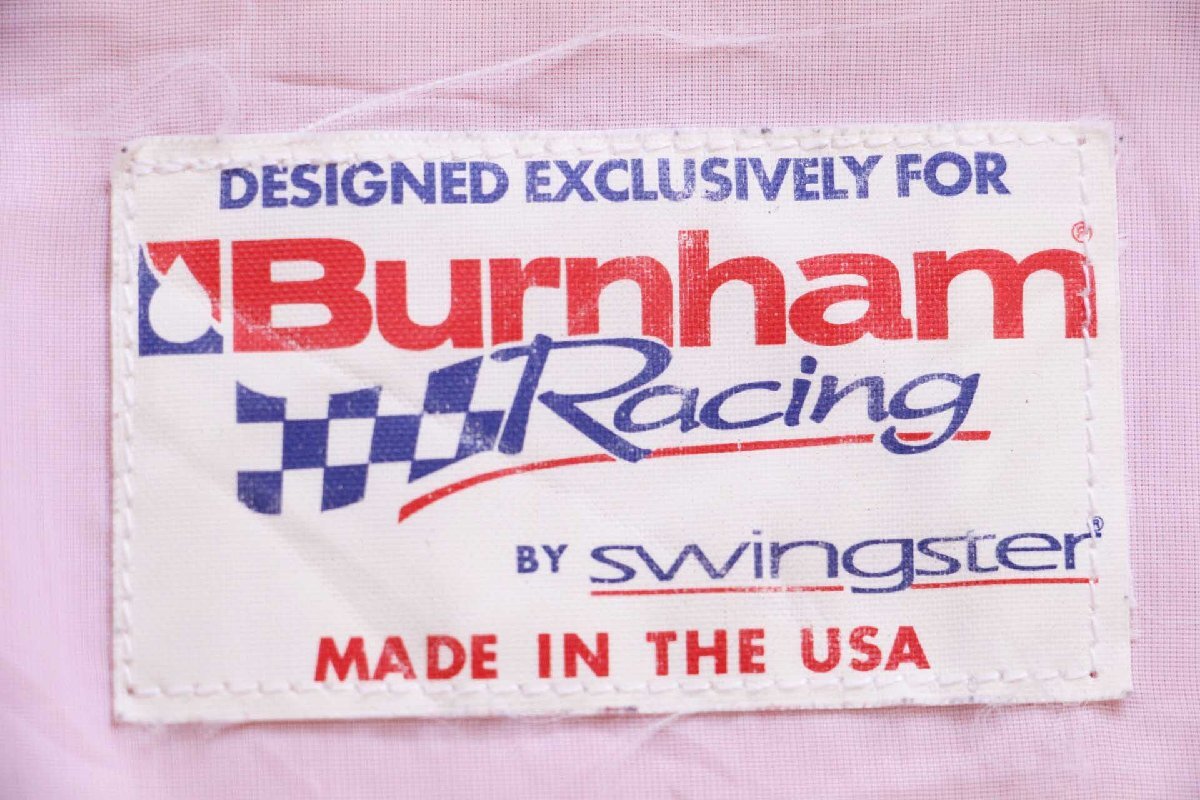 DESIGNED EXCLUSIVELY FOR
Burnham®
Racing
BY swingster®
MADE IN THE USA